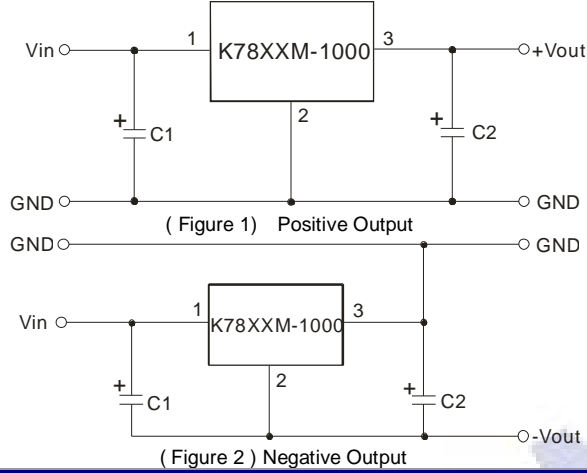 Vin 1 K78XXM-1000 3 +Vout
+ C1 2 + C2
GND GND
( Figure 1) Positive Output
GND GND
Vin 1 K78XXM-1000 3
+ C1 2 + C2
-Vout
( Figure 2 ) Negative Output